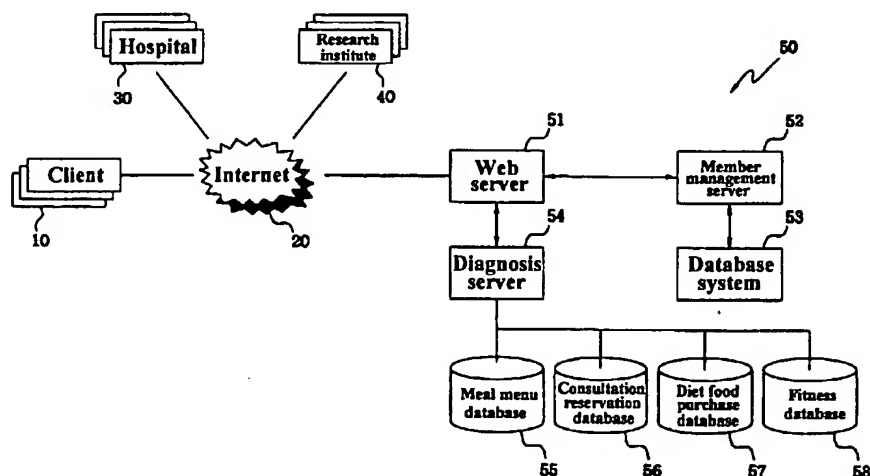 Hospital
30
Research
institute
40
50
Client
10
Internet
20
51
Web
server
52
Member
management
server
54
Diagnosis
server
53
Database
system
Meal menu
database
55
Consultation
reservation
database
56
Diet food
purchase
database
57
Fitness
database
58